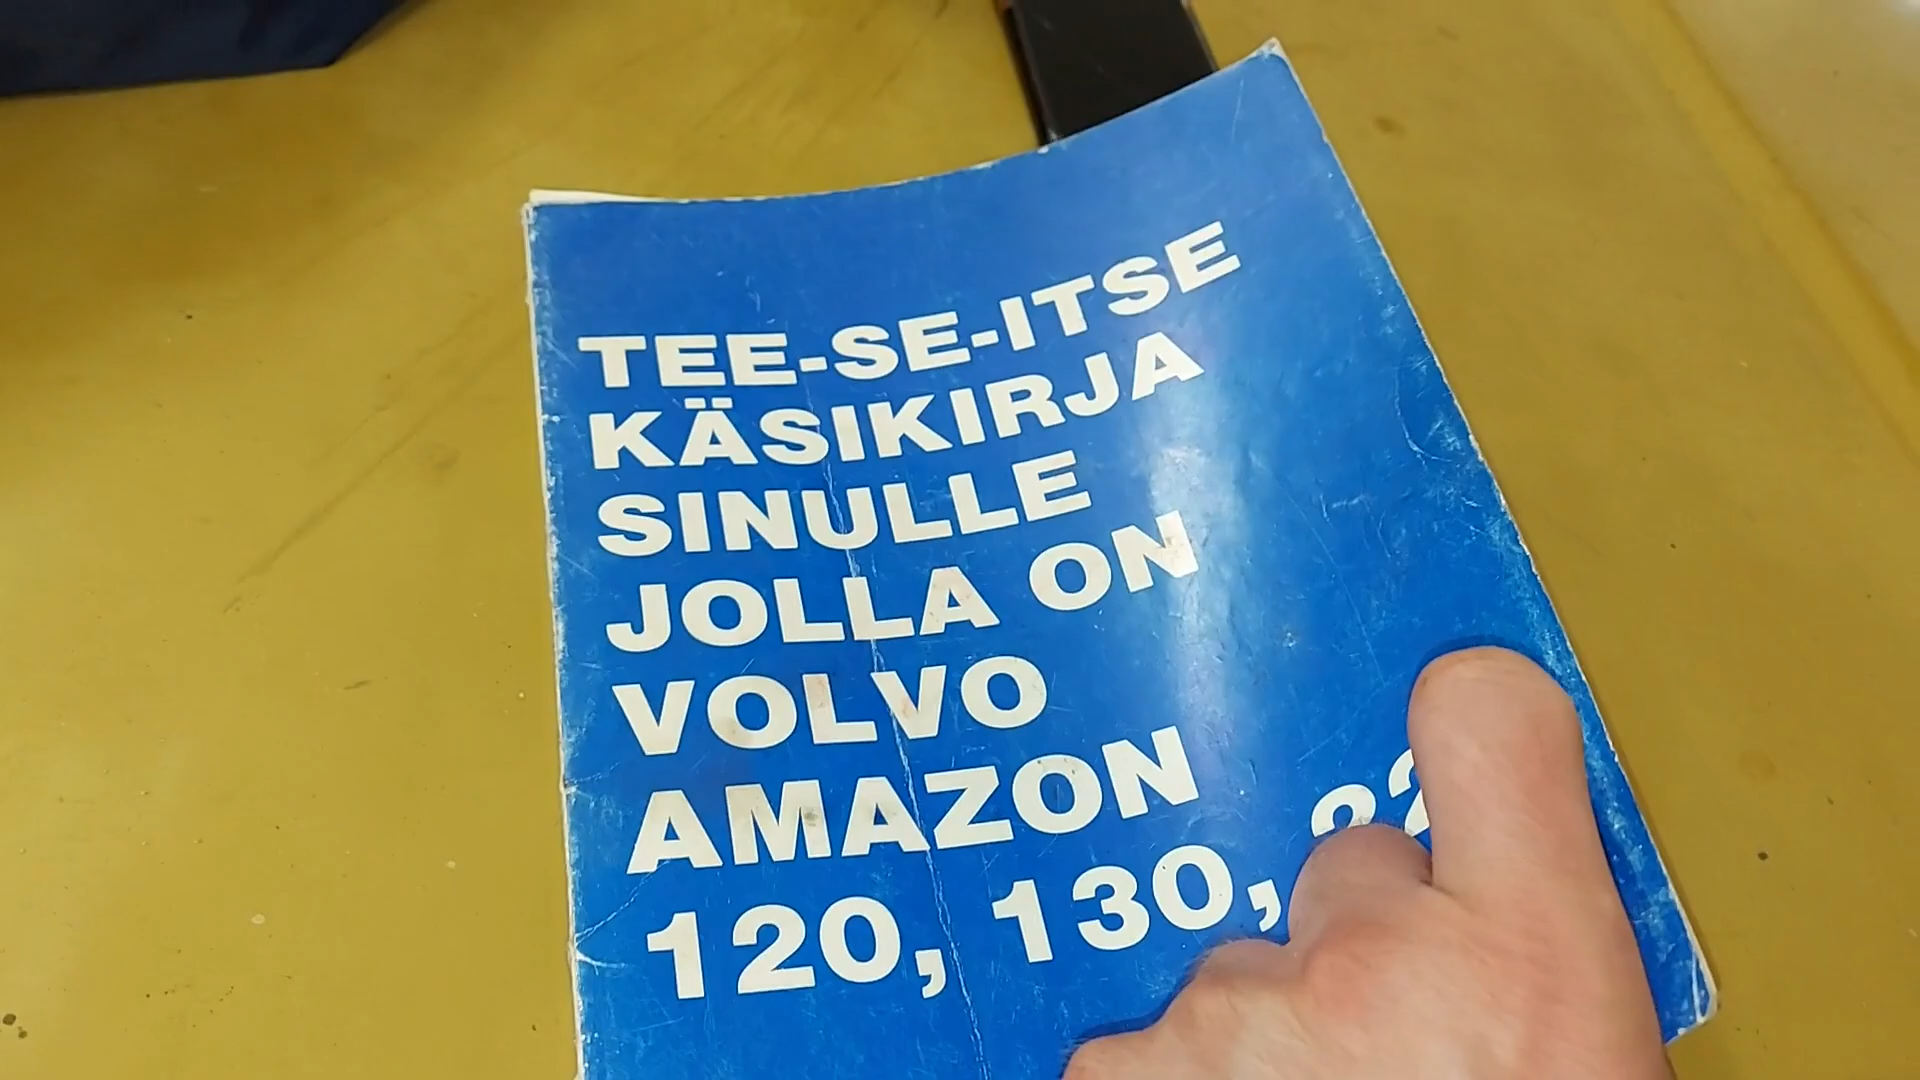 TEE-SE-ITSE
KÄSIKIRJA
SINULLE
JOLLA ON
VOLVO
AMAZON
120, 130,